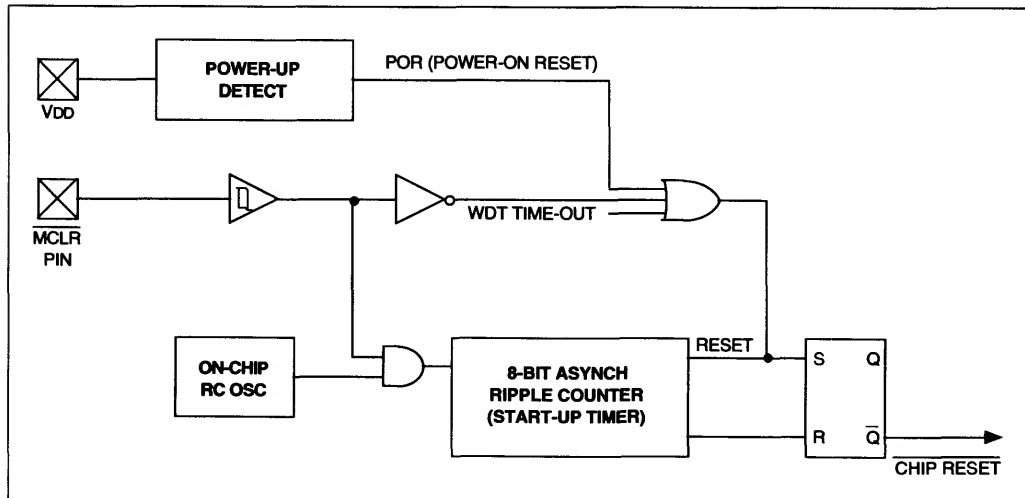 POWER-UP
DETECT
POR (POWER-ON RESET)
VDD
MCLR
PIN
WDT TIME-OUT
ON-CHIP
RC OSC
8-BIT ASYNCH
RIPPLE COUNTER
(START-UP TIMER)
RESET
S Q
R Q̅
CHIP RESET